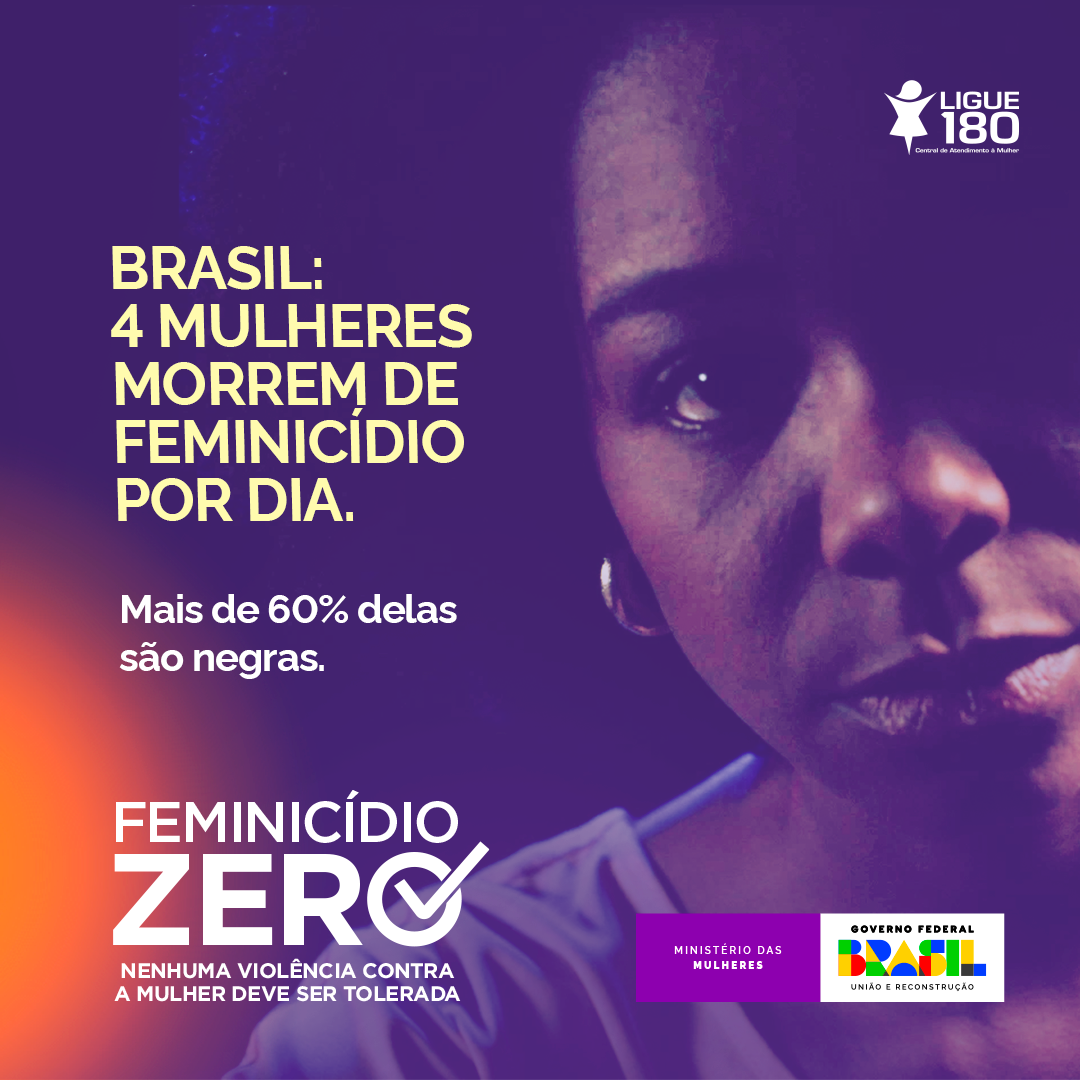 LIGUE
180
Central de Atendimento à Mulher
BRASIL:
4 MULHERES
MORREM DE
FEMINICÍDIO
POR DIA.
Mais de 60% delas
são negras.
FEMINICÍDIO
ZERO
NENHUMA VIOLÊNCIA CONTRA
A MULHER DEVE SER TOLERADA
MINISTÉRIO DAS
MULHERES
GOVERNO FEDERAL
BRASIL
UNIÃO E RECONSTRUÇÃO